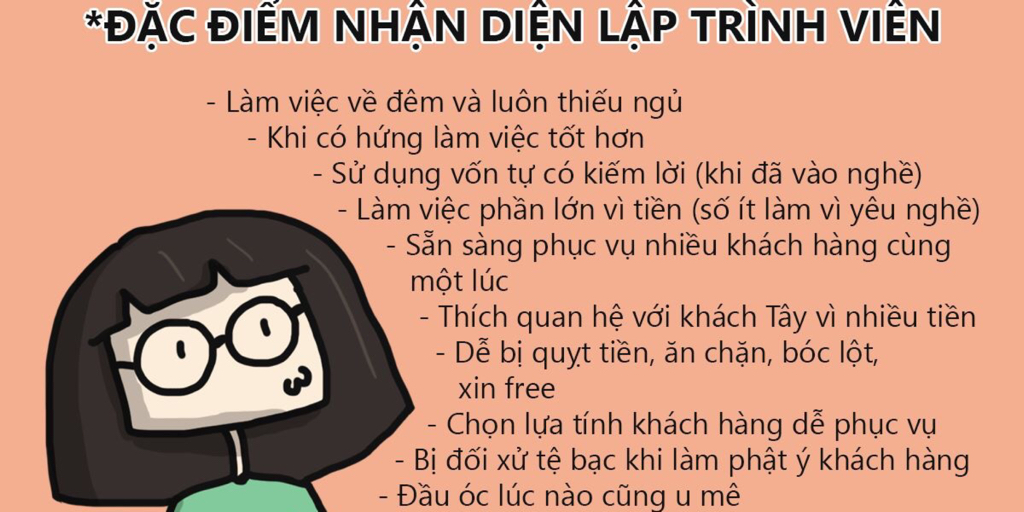 *ĐẶC ĐIỂM NHẬN DIỆN LẬP TRÌNH VIÊN
- Làm việc về đêm và luôn thiếu ngủ
- Khi có hứng làm việc tốt hơn
- Sử dụng vốn tự có kiếm lời (khi đã vào nghề)
- Làm việc phần lớn vì tiền (số ít làm vì yêu nghề)
- Sẵn sàng phục vụ nhiều khách hàng cùng
một lúc
- Thích quan hệ với khách Tây vì nhiều tiền
- Dễ bị quỵt tiền, ăn chặn, bóc lột,
xin free
- Chọn lựa tính khách hàng dễ phục vụ
- Bị đối xử tệ bạc khi làm phật ý khách hàng
- Đầu óc lúc nào cũng u mê